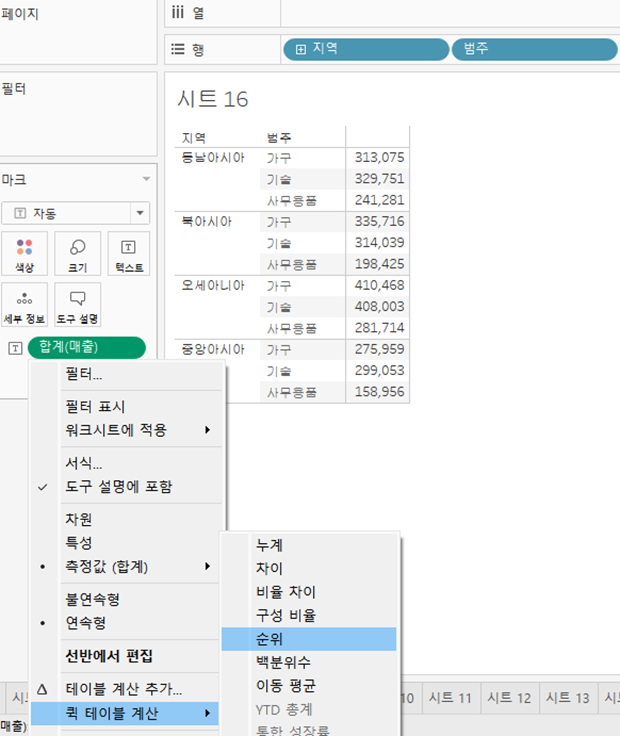 페이지
열
행
지역
범주
필터
시트 16
지역 범주
동남아시아 가구 313,075
기술 329,751
사무용품 241,281
북아시아 가구 335,716
기술 314,039
사무용품 198,425
오세아니아 가구 410,468
기술 408,003
사무용품 281,714
중앙아시아 가구 275,959
기술 299,053
사무용품 158,956
마크
자동
색상 크기 텍스트
세부 정보 도구 설명
합계(매출)
필터...
필터 표시
워크시트에 적용
서식...
도구 설명에 포함
차원
특성
측정값 (합계)
불연속형
연속형
선반에서 편집
테이블 계산 추가...
퀵 테이블 계산
누계
차이
비율 차이
구성 비율
순위
백분위수
이동 평균
YTD 총계
통합 성장률
10 시트 11 시트 12 시트 13
매출)